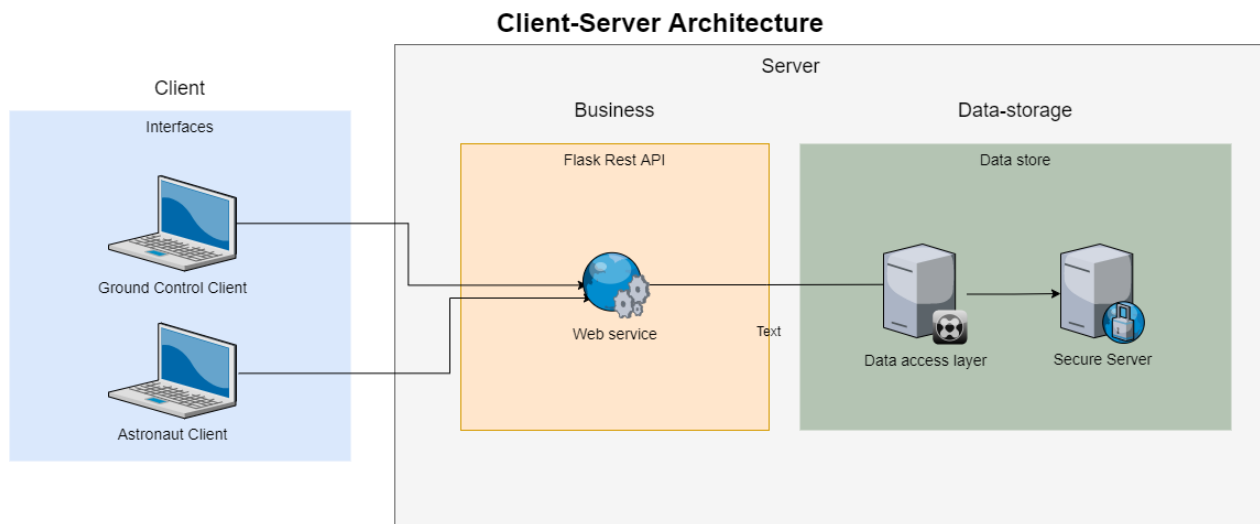 Client-Server Architecture
Server
Client
Business
Data-storage
Interfaces
Flask Rest API
Data store
Ground Control Client
Web service
Text
Data access layer
Secure Server
Astronaut Client